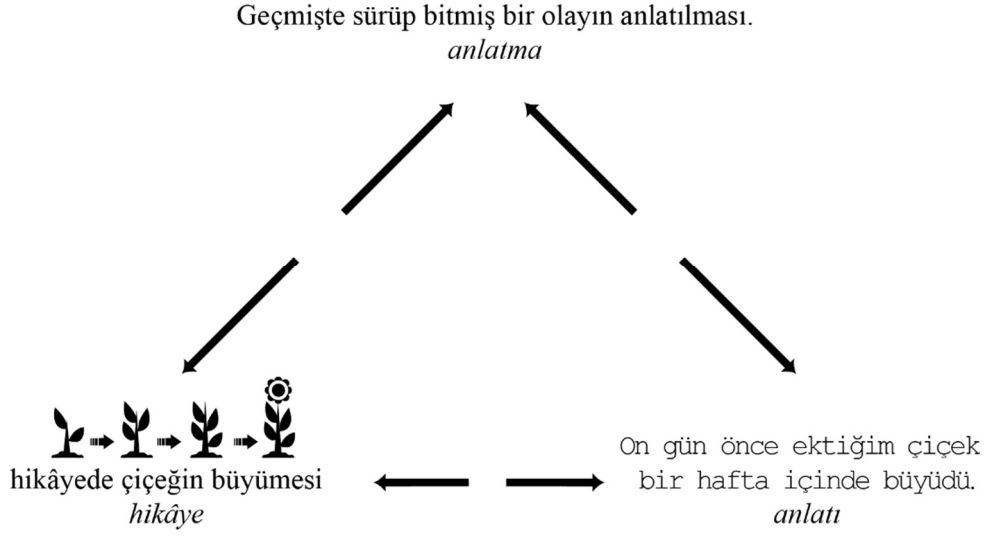 Geçmişte sürüp bitmiş bir olayın anlatılması.
anlatma
hikâyede çiçeğin büyümesi
hikâye
On gün önce ektiğim çiçek
bir hafta içinde büyüdü.
anlatı